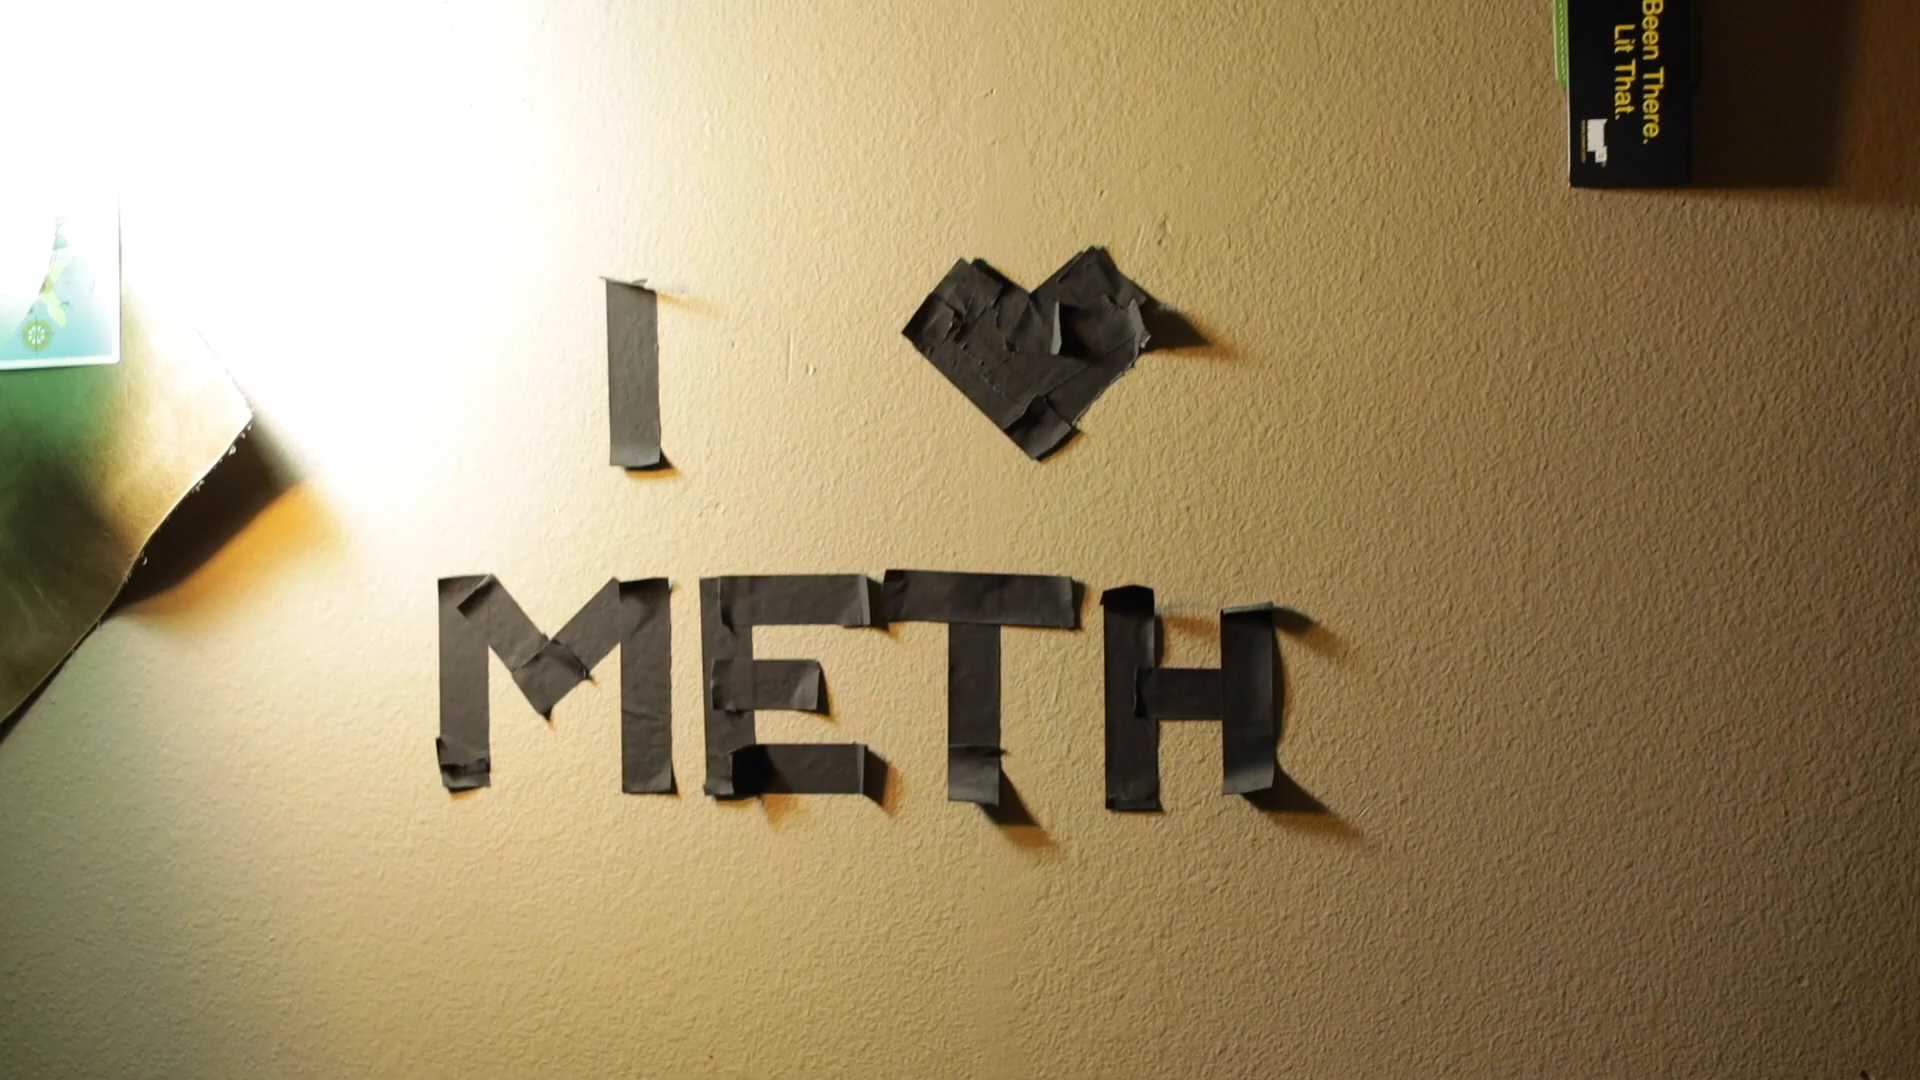 I ♥
METH
Been There.
Lit That.